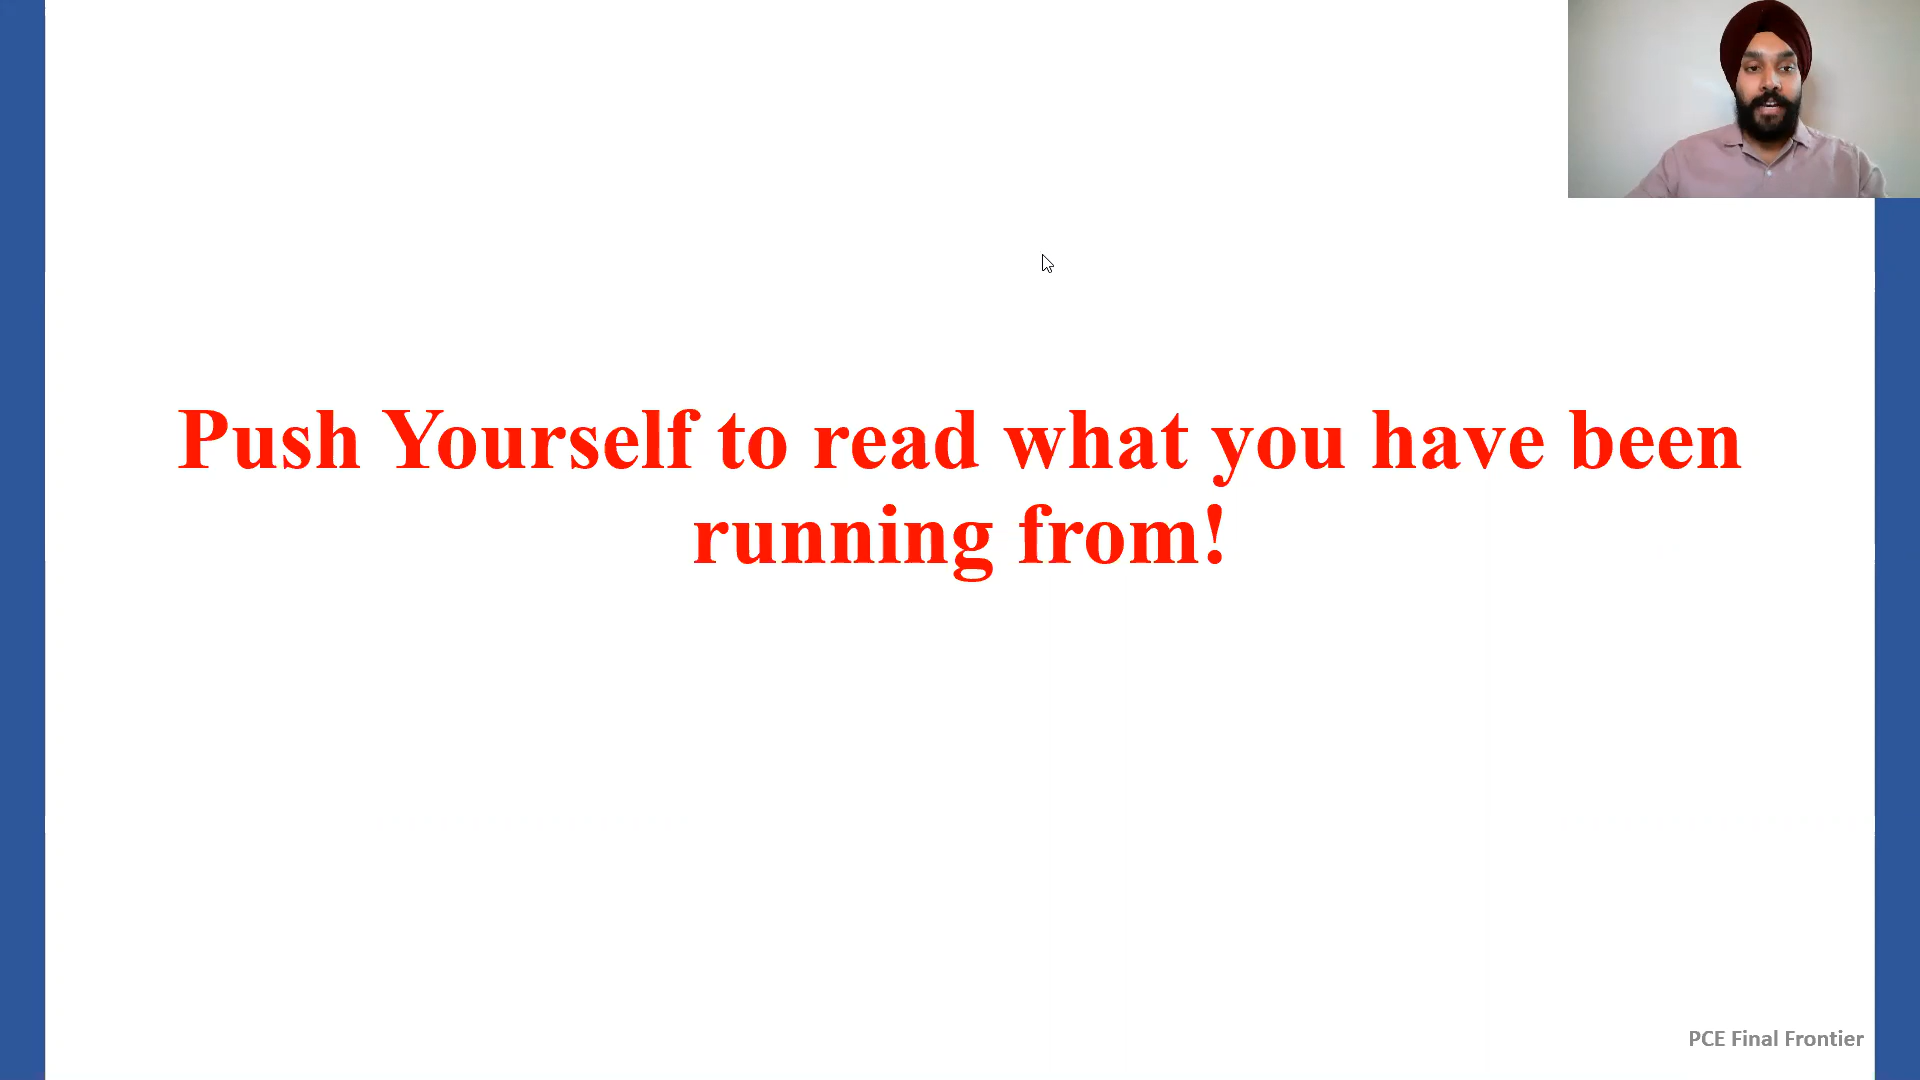 Push Yourself to read what you have been
running from!
PCE Final Frontier